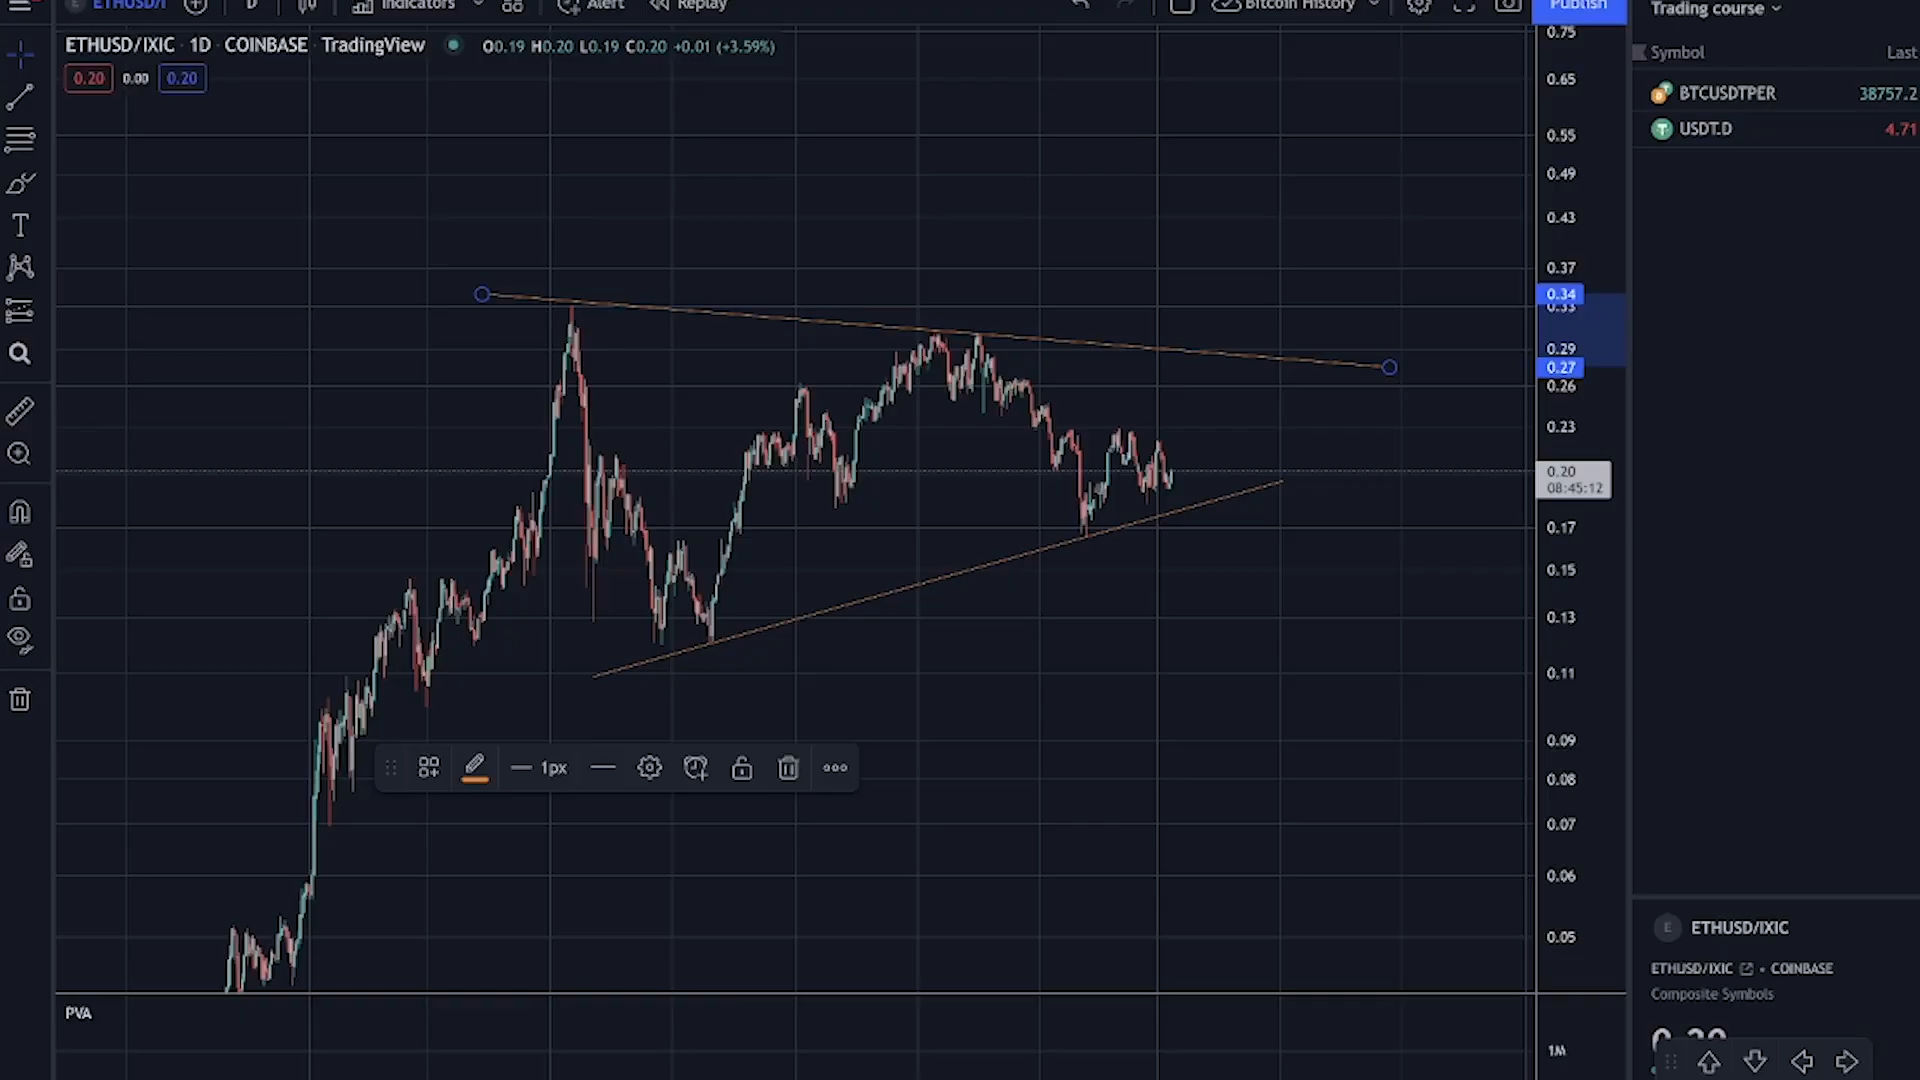 E ETHUSD/I D Indicators Alert Replay Bitcoin History Publish
Trading course
ETHUSD/IXIC · 1D · COINBASE · TradingView O0.19 H0.20 L0.19 C0.20 +0.01 (+3.59%)
0.20 0.00 0.20
Symbol Last
BTCUSDTPER 38757.2
USDT.D 4.71
T
0.75
0.65
0.55
0.49
0.43
0.37
0.34
0.33
0.29
0.27
0.26
0.23
0.20
08:45:12
0.17
0.15
0.13
0.11
0.09
0.08
0.07
0.06
0.05
1px
E ETHUSD/IXIC
ETHUSD/IXIC • COINBASE
Composite Symbols
PVA
1M